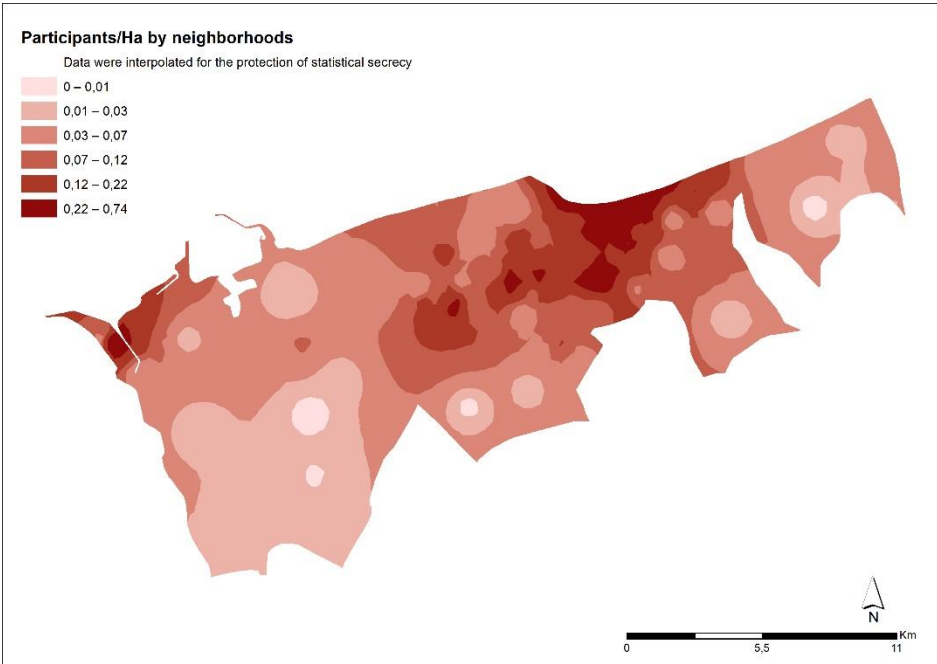 Participants/Ha by neighborhoods
Data were interpolated for the protection of statistical secrecy
0 – 0,01
0,01 – 0,03
0,03 – 0,07
0,07 – 0,12
0,12 – 0,22
0,22 – 0,74
N
Km
0 5,5 11